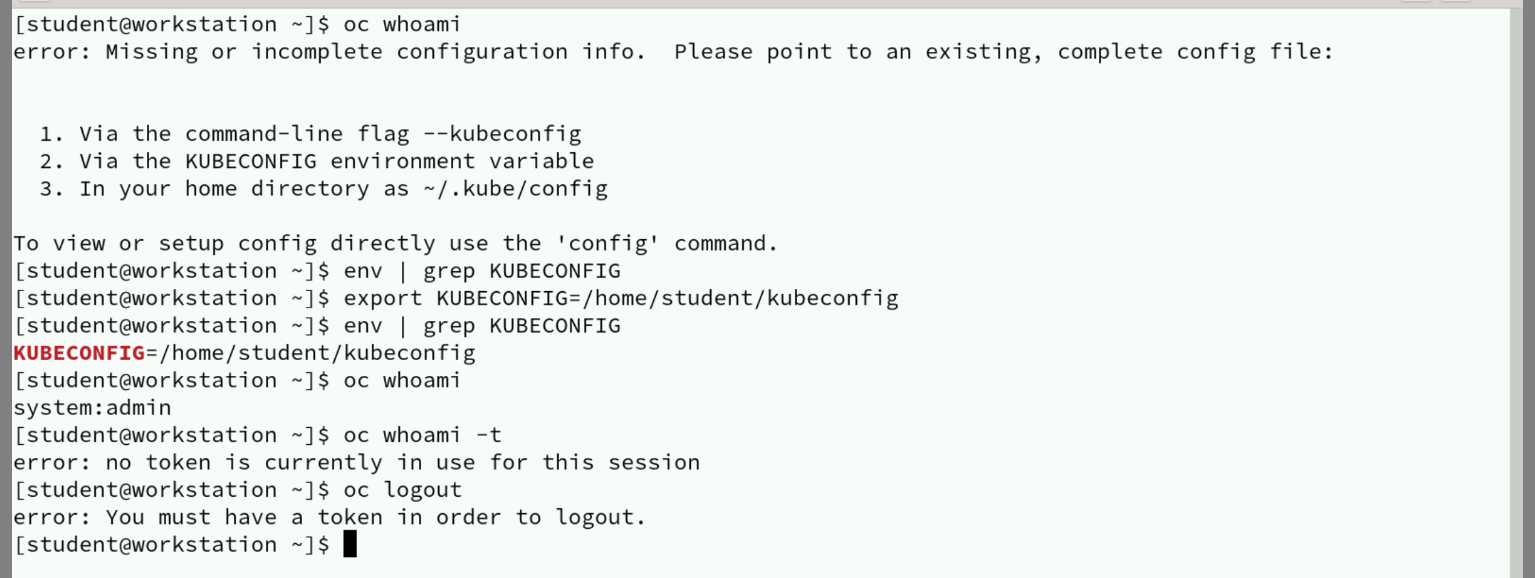 [student@workstation ~]$ oc whoami
error: Missing or incomplete configuration info.  Please point to an existing, complete config file:
  1. Via the command-line flag --kubeconfig
  2. Via the KUBECONFIG environment variable
  3. In your home directory as ~/.kube/config
To view or setup config directly use the 'config' command.
[student@workstation ~]$ env | grep KUBECONFIG
[student@workstation ~]$ export KUBECONFIG=/home/student/kubeconfig
[student@workstation ~]$ env | grep KUBECONFIG
KUBECONFIG=/home/student/kubeconfig
[student@workstation ~]$ oc whoami
system:admin
[student@workstation ~]$ oc whoami -t
error: no token is currently in use for this session
[student@workstation ~]$ oc logout
error: You must have a token in order to logout.
[student@workstation ~]$